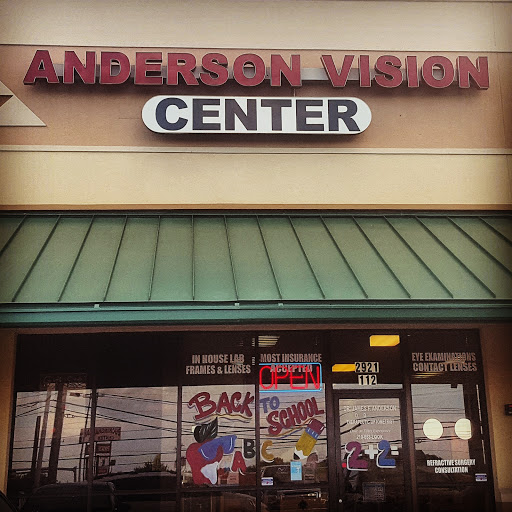 ANDERSON VISION
CENTER
IN HOUSE LAB
FRAMES & LENSES
MOST INSURANCE
ACCEPTED
OPEN
2921
112
EYE EXAMINATIONS
CONTACT LENSES
BACK TO SCHOOL
ABC
2+2=
REFRACTIVE SURGERY
CONSULTATION